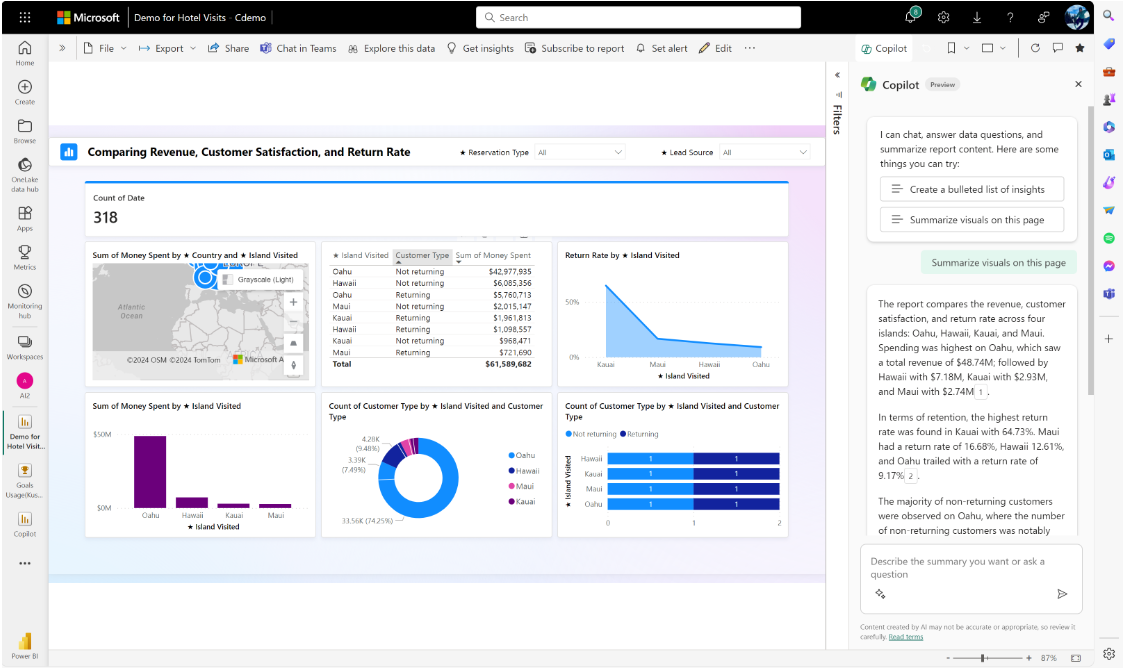 Microsoft
Demo for Hotel Visits - Cdemo
Search
8
Home
Create
Browse
OneLake
data hub
Apps
Metrics
Monitoring
hub
Workspaces
A
AI2
Demo for
Hotel Visit...
Goals
Usage(Kus...
Copilot
Power BI
File
Export
Share
Chat in Teams
Explore this data
Get insights
Subscribe to report
Set alert
Edit
Copilot
Filters
Comparing Revenue, Customer Satisfaction, and Return Rate
★ Reservation Type All
★ Lead Source All
Count of Date
318
Sum of Money Spent by ★ Country and ★ Island Visited
Grayscale (Light)
Atlantic
Ocean
©2024 OSM ©2024 TomTom
Microsoft A
★ Island Visited Customer Type Sum of Money Spent
Oahu Not returning $42,977,935
Hawaii Not returning $6,085,356
Oahu Returning $5,760,713
Maui Not returning $2,015,147
Kauai Returning $1,961,813
Hawaii Returning $1,098,557
Kauai Not returning $968,471
Maui Returning $721,690
Total $61,589,682
Return Rate by ★ Island Visited
50%
0%
Kauai Maui Hawaii Oahu
★ Island Visited
Sum of Money Spent by ★ Island Visited
$50M
$0M
Oahu Hawaii Kauai Maui
★ Island Visited
Count of Customer Type by ★ Island Visited and Customer
Type
4.28K
(9.48%)
3.39K
(7.49%)
33.56K (74.25%)
Oahu
Hawaii
Maui
Kauai
Count of Customer Type by ★ Island Visited and Customer
Type
Not returning Returning
★ Island Visited
Hawaii 1 1
Kauai 1 1
Maui 1 1
Oahu 1 1
0 1 2
Copilot Preview
I can chat, answer data questions, and
summarize report content. Here are some
things you can try:
Create a bulleted list of insights
Summarize visuals on this page
Summarize visuals on this page
The report compares the revenue, customer
satisfaction, and return rate across four
islands: Oahu, Hawaii, Kauai, and Maui.
Spending was highest on Oahu, which saw
a total revenue of $48.74M; followed by
Hawaii with $7.18M, Kauai with $2.93M,
and Maui with $2.74M 1 .
In terms of retention, the highest return
rate was found in Kauai with 64.73%. Maui
had a return rate of 16.68%, Hawaii 12.61%,
and Oahu trailed with a return rate of
9.17% 2 .
The majority of non-returning customers
were observed on Oahu, where the number
of non-returning customers was notably
Describe the summary you want or ask a
question
Content created by AI may not be accurate or appropriate, so review it
carefully. Read terms
- + 87%